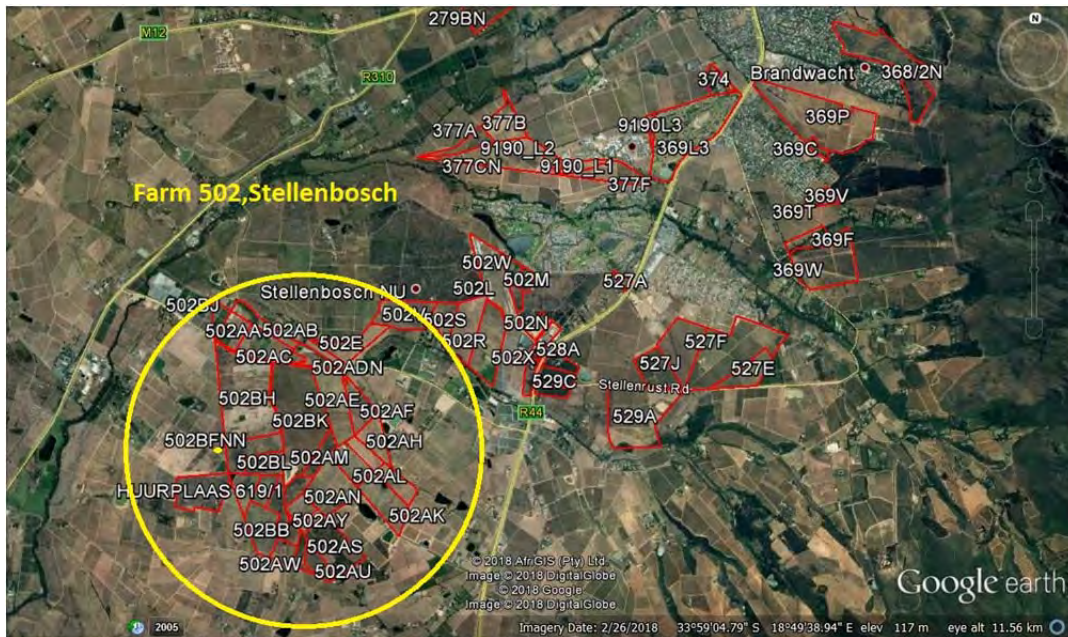 279BN
M12
R310
Brandwacht
368/2N
374
369P
377B
377A
9190L3
369C
9190_L2
369L3
377CN
9190_L1
377F
Farm 502,Stellenbosch
369V
369T
369F
369W
502W
502M
527A
502L
Stellenbosch NU
502BJ
502V
502S
502AA
502AB
502N
502E
502R
528A
527F
502AC
502X
502ADN
527J
527E
529C
Stellenrust Rd
502BH
502AE
502AF
R44
529A
502BK
502BFNN
502AH
502BL
502AM
502AL
HUURPLAAS 619/1
502AN
502AK
502AY
502BB
502AS
502AW
502AU
© 2018 AfriGIS (Pty) Ltd.
Image © 2018 DigitalGlobe
© 2018 Google
Image © 2018 DigitalGlobe
Google earth
N
2005
Imagery Date: 2/26/2018 33°59'04.79" S 18°49'38.94" E elev 117 m eye alt 11.56 km